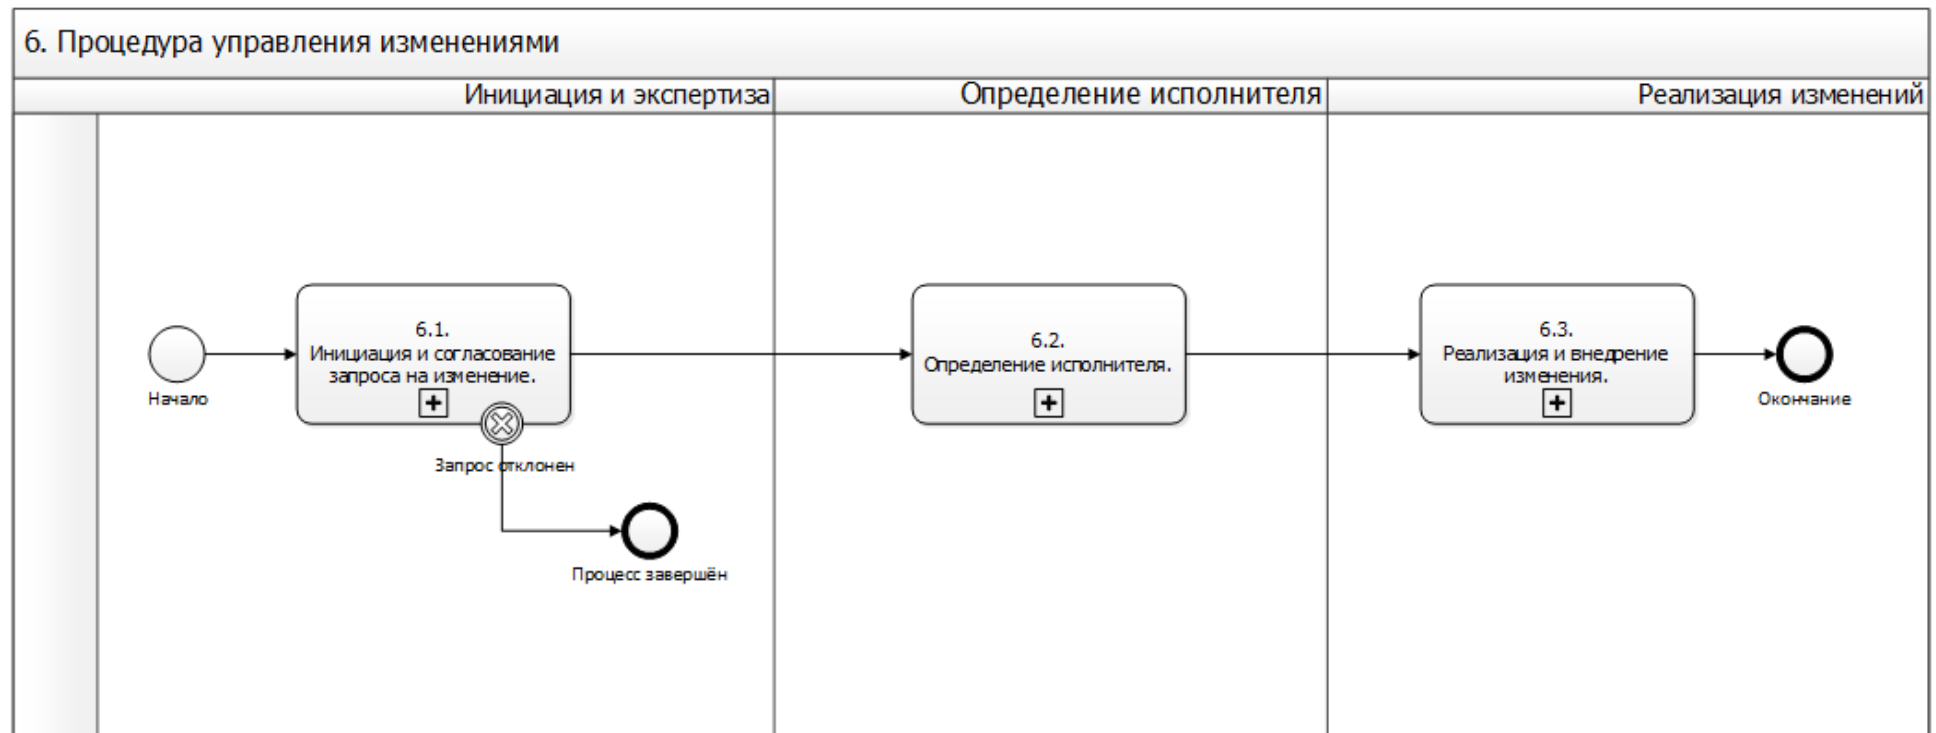 6. Процедура управления изменениями
Инициация и экспертиза
Определение исполнителя
Реализация изменений
Начало
6.1.
Инициация и согласование
запроса на изменение.
Запрос отклонен
Процесс завершён
6.2.
Определение исполнителя.
6.3.
Реализация и внедрение
изменения.
Окончание